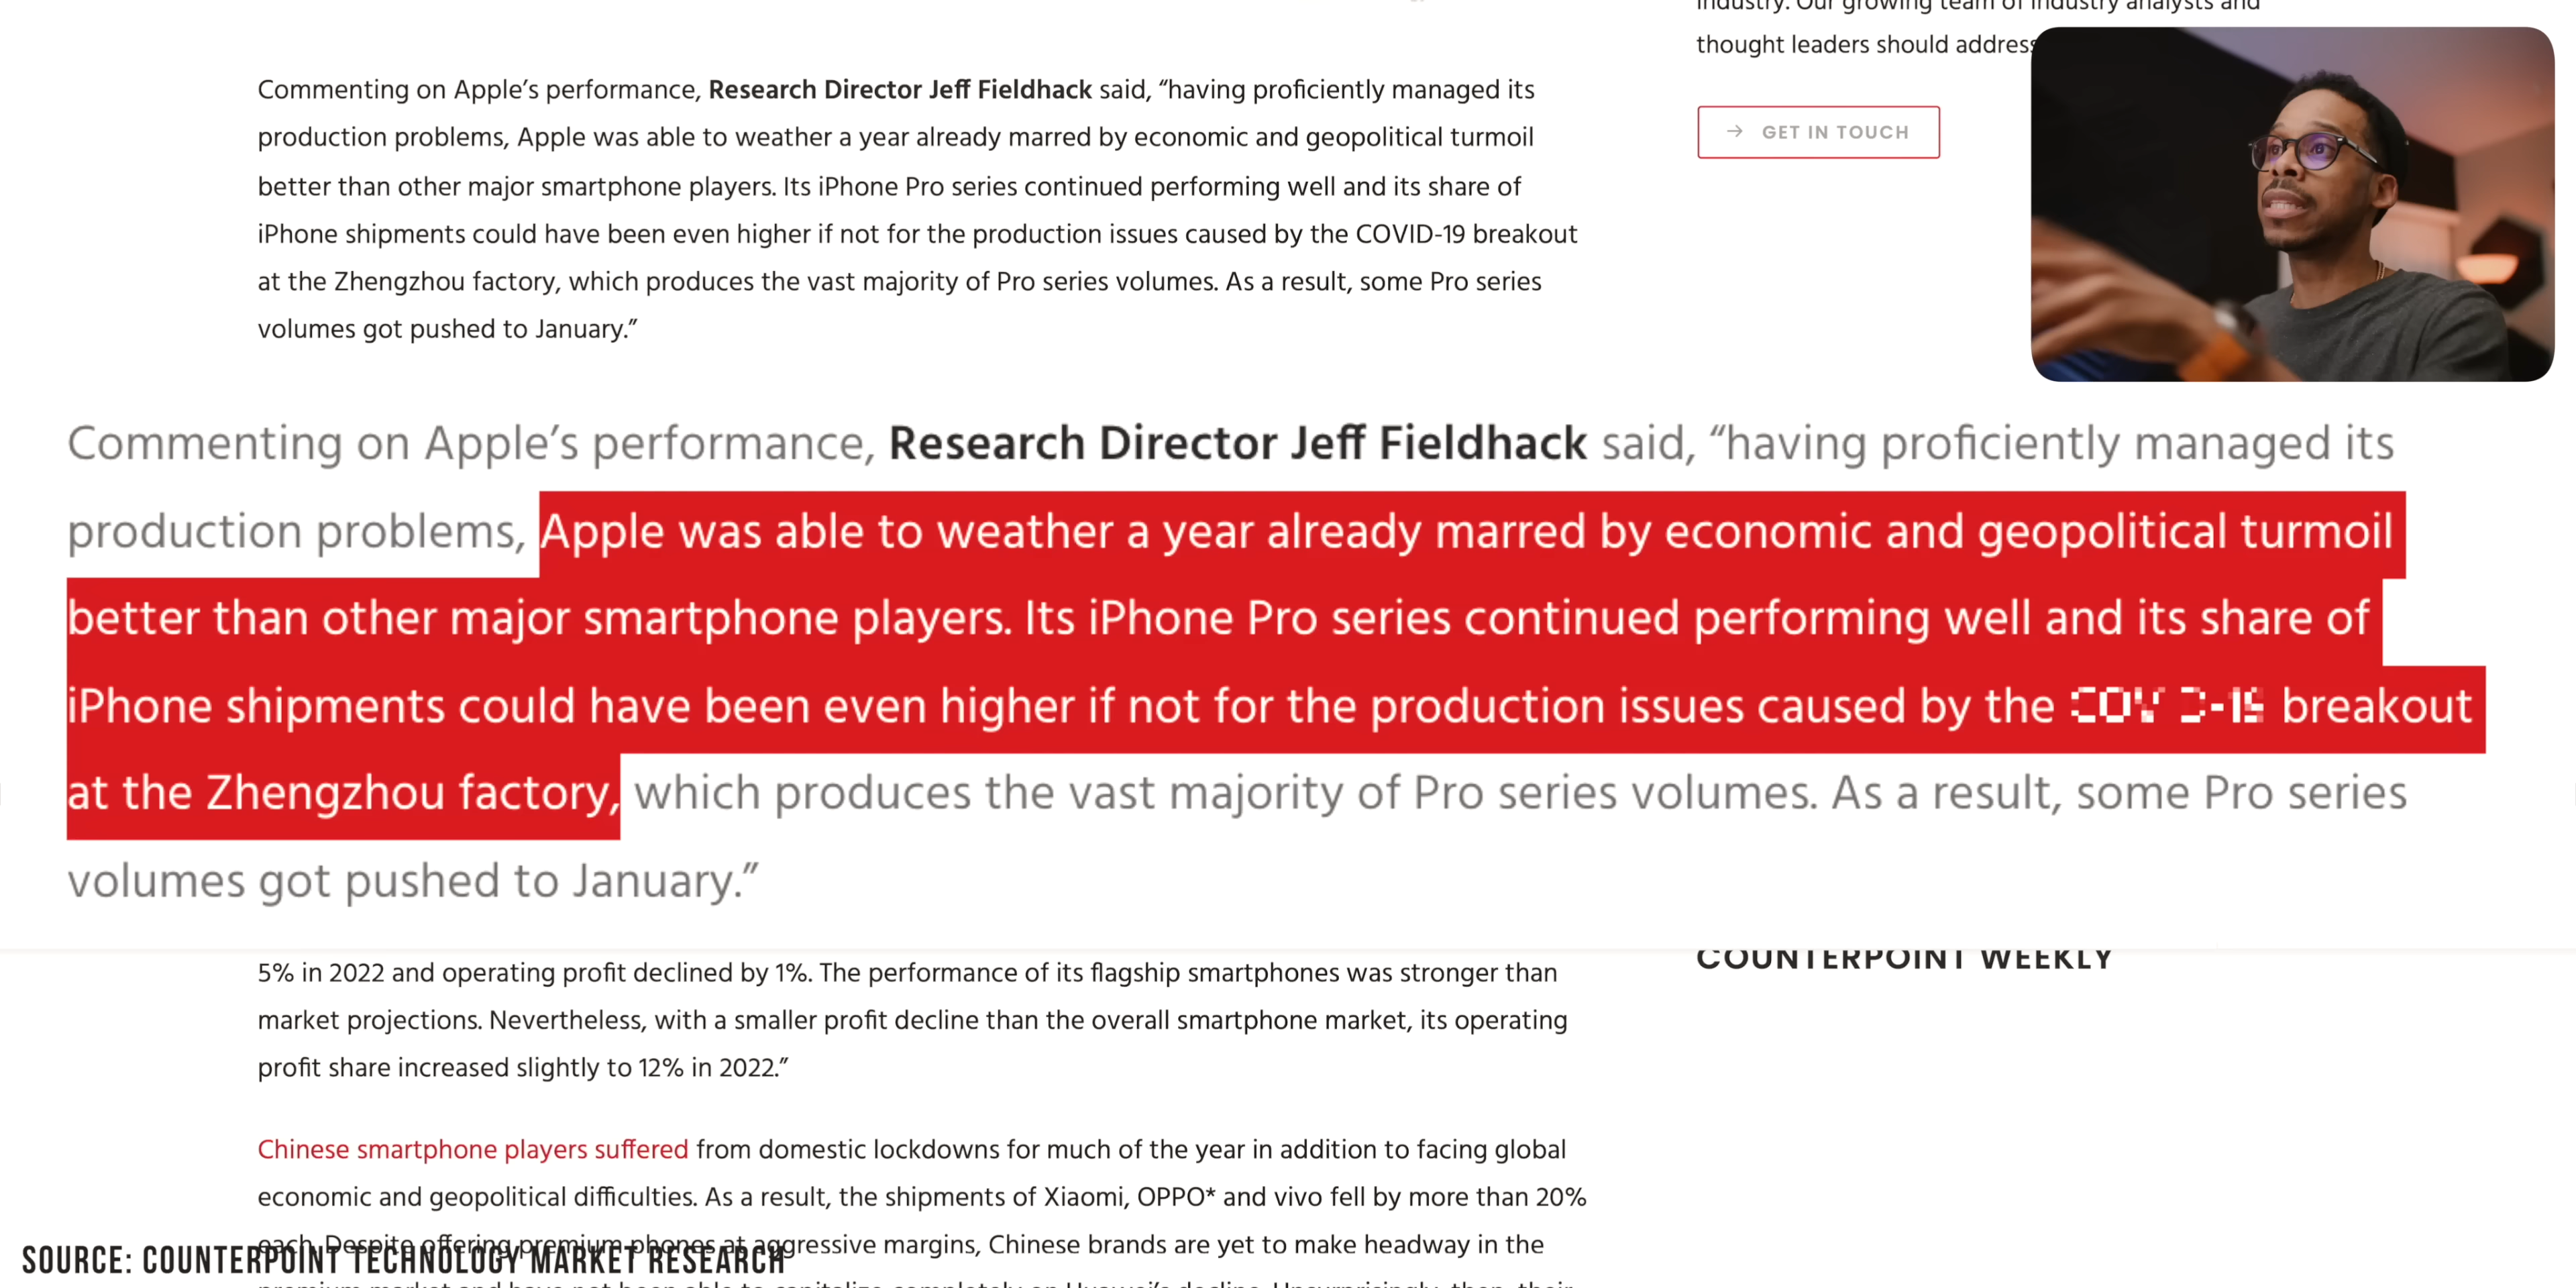 industry. Our growing team of industry analysts and
thought leaders should address
GET IN TOUCH
Commenting on Apple’s performance, Research Director Jeff Fieldhack said, “having proficiently managed its
production problems, Apple was able to weather a year already marred by economic and geopolitical turmoil
better than other major smartphone players. Its iPhone Pro series continued performing well and its share of
iPhone shipments could have been even higher if not for the production issues caused by the COVID-19 breakout
at the Zhengzhou factory, which produces the vast majority of Pro series volumes. As a result, some Pro series
volumes got pushed to January.”
Commenting on Apple’s performance, Research Director Jeff Fieldhack said, “having proficiently managed its
production problems, Apple was able to weather a year already marred by economic and geopolitical turmoil
better than other major smartphone players. Its iPhone Pro series continued performing well and its share of
iPhone shipments could have been even higher if not for the production issues caused by the COVID-19 breakout
at the Zhengzhou factory, which produces the vast majority of Pro series volumes. As a result, some Pro series
volumes got pushed to January.”
COUNTERPOINT WEEKLY
5% in 2022 and operating profit declined by 1%. The performance of its flagship smartphones was stronger than
market projections. Nevertheless, with a smaller profit decline than the overall smartphone market, its operating
profit share increased slightly to 12% in 2022.”
Chinese smartphone players suffered from domestic lockdowns for much of the year in addition to facing global
economic and geopolitical difficulties. As a result, the shipments of Xiaomi, OPPO* and vivo fell by more than 20%
each. Despite offering premium phones at aggressive margins, Chinese brands are yet to make headway in the
SOURCE: COUNTERPOINT TECHNOLOGY MARKET RESEARCH